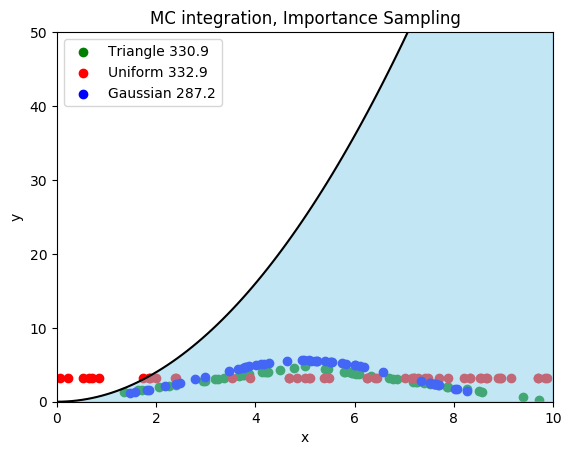 MC integration, Importance Sampling
Triangle 330.9
Uniform 332.9
Gaussian 287.2
y
50
40
30
20
10
0
0 2 4 6 8 10
x